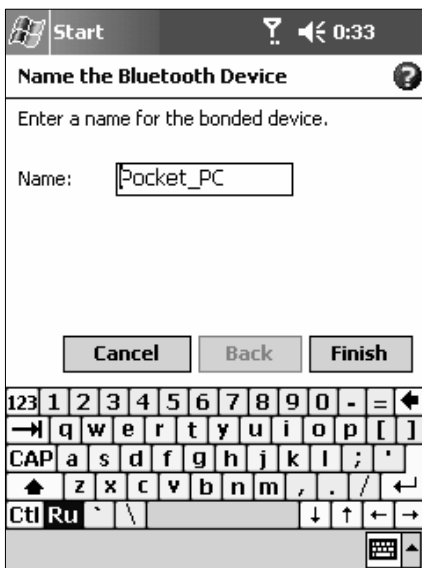 Start 0:33
Name the Bluetooth Device ?
Enter a name for the bonded device.
Name: Pocket_PC
Cancel Back Finish
123 1 2 3 4 5 6 7 8 9 0 - =
q w e r t y u i o p [ ]
CAP a s d f g h j k l ; '
z x c v b n m , . /
Ctl Ru ` \